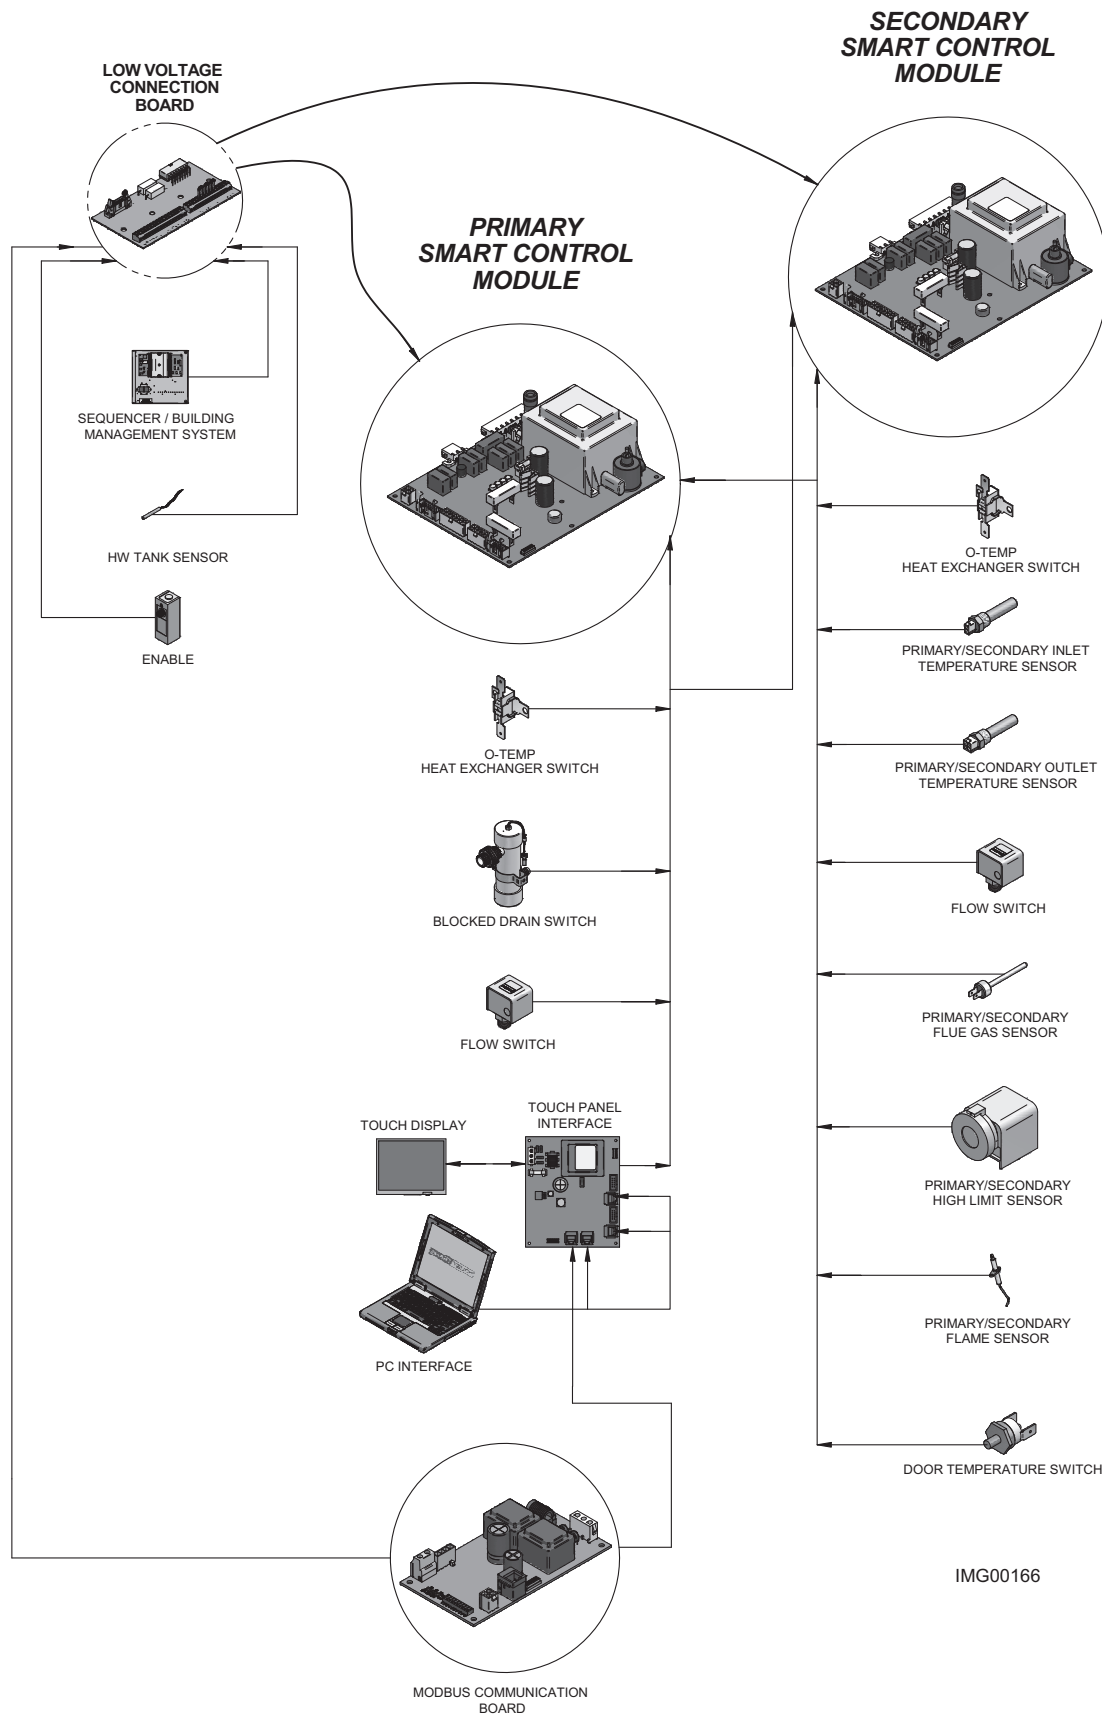 SECONDARY
SMART CONTROL
MODULE
LOW VOLTAGE
CONNECTION
BOARD
PRIMARY
SMART CONTROL
MODULE
SEQUENCER / BUILDING
MANAGEMENT SYSTEM
HW TANK SENSOR
ENABLE
O-TEMP
HEAT EXCHANGER SWITCH
BLOCKED DRAIN SWITCH
FLOW SWITCH
TOUCH DISPLAY
TOUCH PANEL
INTERFACE
PC INTERFACE
MODBUS COMMUNICATION
BOARD
O-TEMP
HEAT EXCHANGER SWITCH
PRIMARY/SECONDARY INLET
TEMPERATURE SENSOR
PRIMARY/SECONDARY OUTLET
TEMPERATURE SENSOR
FLOW SWITCH
PRIMARY/SECONDARY
FLUE GAS SENSOR
PRIMARY/SECONDARY
HIGH LIMIT SENSOR
PRIMARY/SECONDARY
FLAME SENSOR
DOOR TEMPERATURE SWITCH
IMG00166